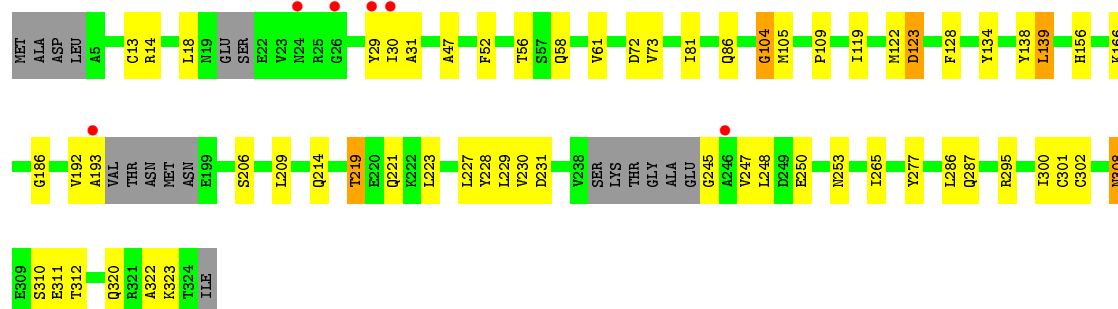 MET ALA ASP LEU A5 C13 R14 L18 N19 GLU SER E22 V23 N24 R25 G26 Y29 I30 A31 A47 F52 T56 S57 Q58 V61 D72 V73 I81 Q86 G104 M105 P109 I119 M122 D123 F128 Y134 Y138 L139 H156 K166
G186 V192 A193 VAL THR ASN MET ASN E199 S206 L209 Q214 T219 E220 Q221 K222 L223 L227 Y228 L229 V230 D231 V238 SER LYS THR GLY ALA GLU G245 A246 V247 L248 D249 E250 N253 I265 Y277 L286 Q287 R295 I300 C301 C302 N308
E309 S310 E311 T312 Q320 R321 A322 K323 T324 ILE